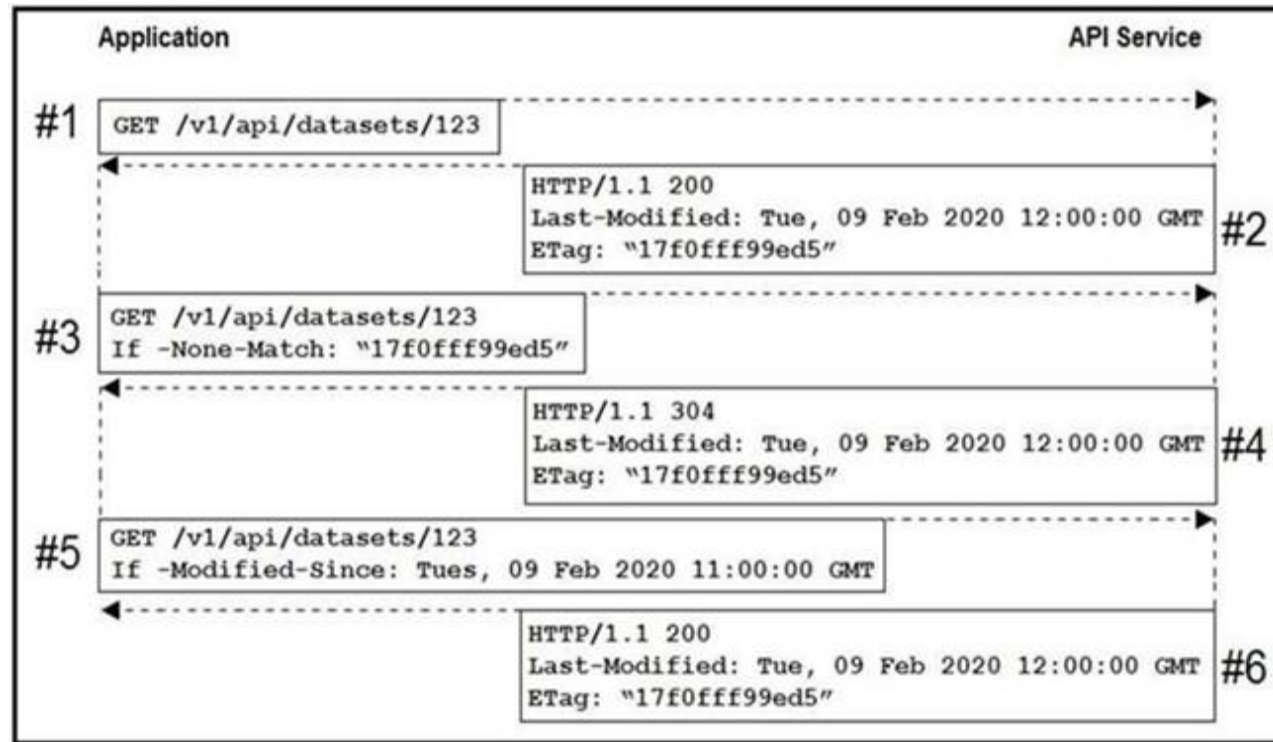 Application
API Service
#1
GET /v1/api/datasets/123
HTTP/1.1 200
Last-Modified: Tue, 09 Feb 2020 12:00:00 GMT
ETag: “17f0fff99ed5”
#2
#3
GET /v1/api/datasets/123
If -None-Match: “17f0fff99ed5”
HTTP/1.1 304
Last-Modified: Tue, 09 Feb 2020 12:00:00 GMT
ETag: “17f0fff99ed5”
#4
#5
GET /v1/api/datasets/123
If -Modified-Since: Tues, 09 Feb 2020 11:00:00 GMT
HTTP/1.1 200
Last-Modified: Tue, 09 Feb 2020 12:00:00 GMT
ETag: “17f0fff99ed5”
#6